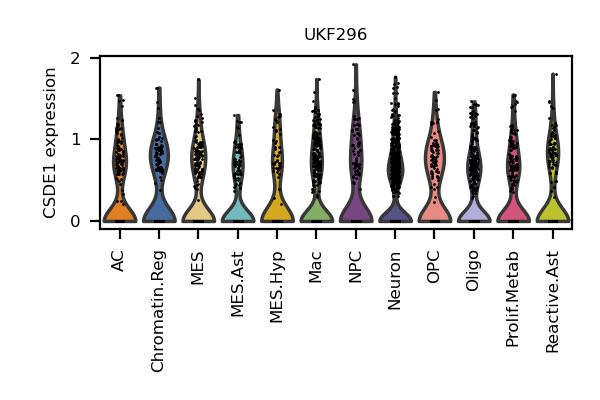 UKF296
CSDE1 expression
2
1
0
AC
Chromatin.Reg
MES
MES.Ast
MES.Hyp
Mac
NPC
Neuron
OPC
Oligo
Prolif.Metab
Reactive.Ast